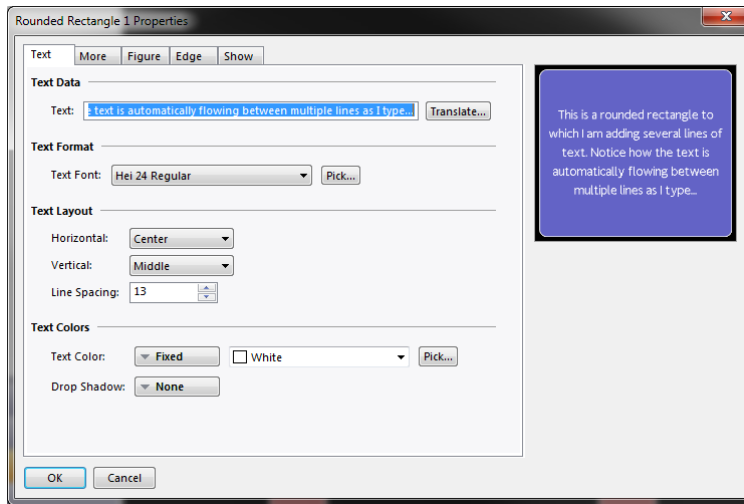 Rounded Rectangle 1 Properties
Text More Figure Edge Show
Text Data
Text: text is automatically flowing between multiple lines as I type... Translate...
Text Format
Text Font: Hei 24 Regular Pick...
Text Layout
Horizontal: Center
Vertical: Middle
Line Spacing: 13
Text Colors
Text Color: Fixed White Pick...
Drop Shadow: None
OK Cancel
This is a rounded rectangle to
which I am adding several lines of
text. Notice how the text is
automatically flowing between
multiple lines as I type...